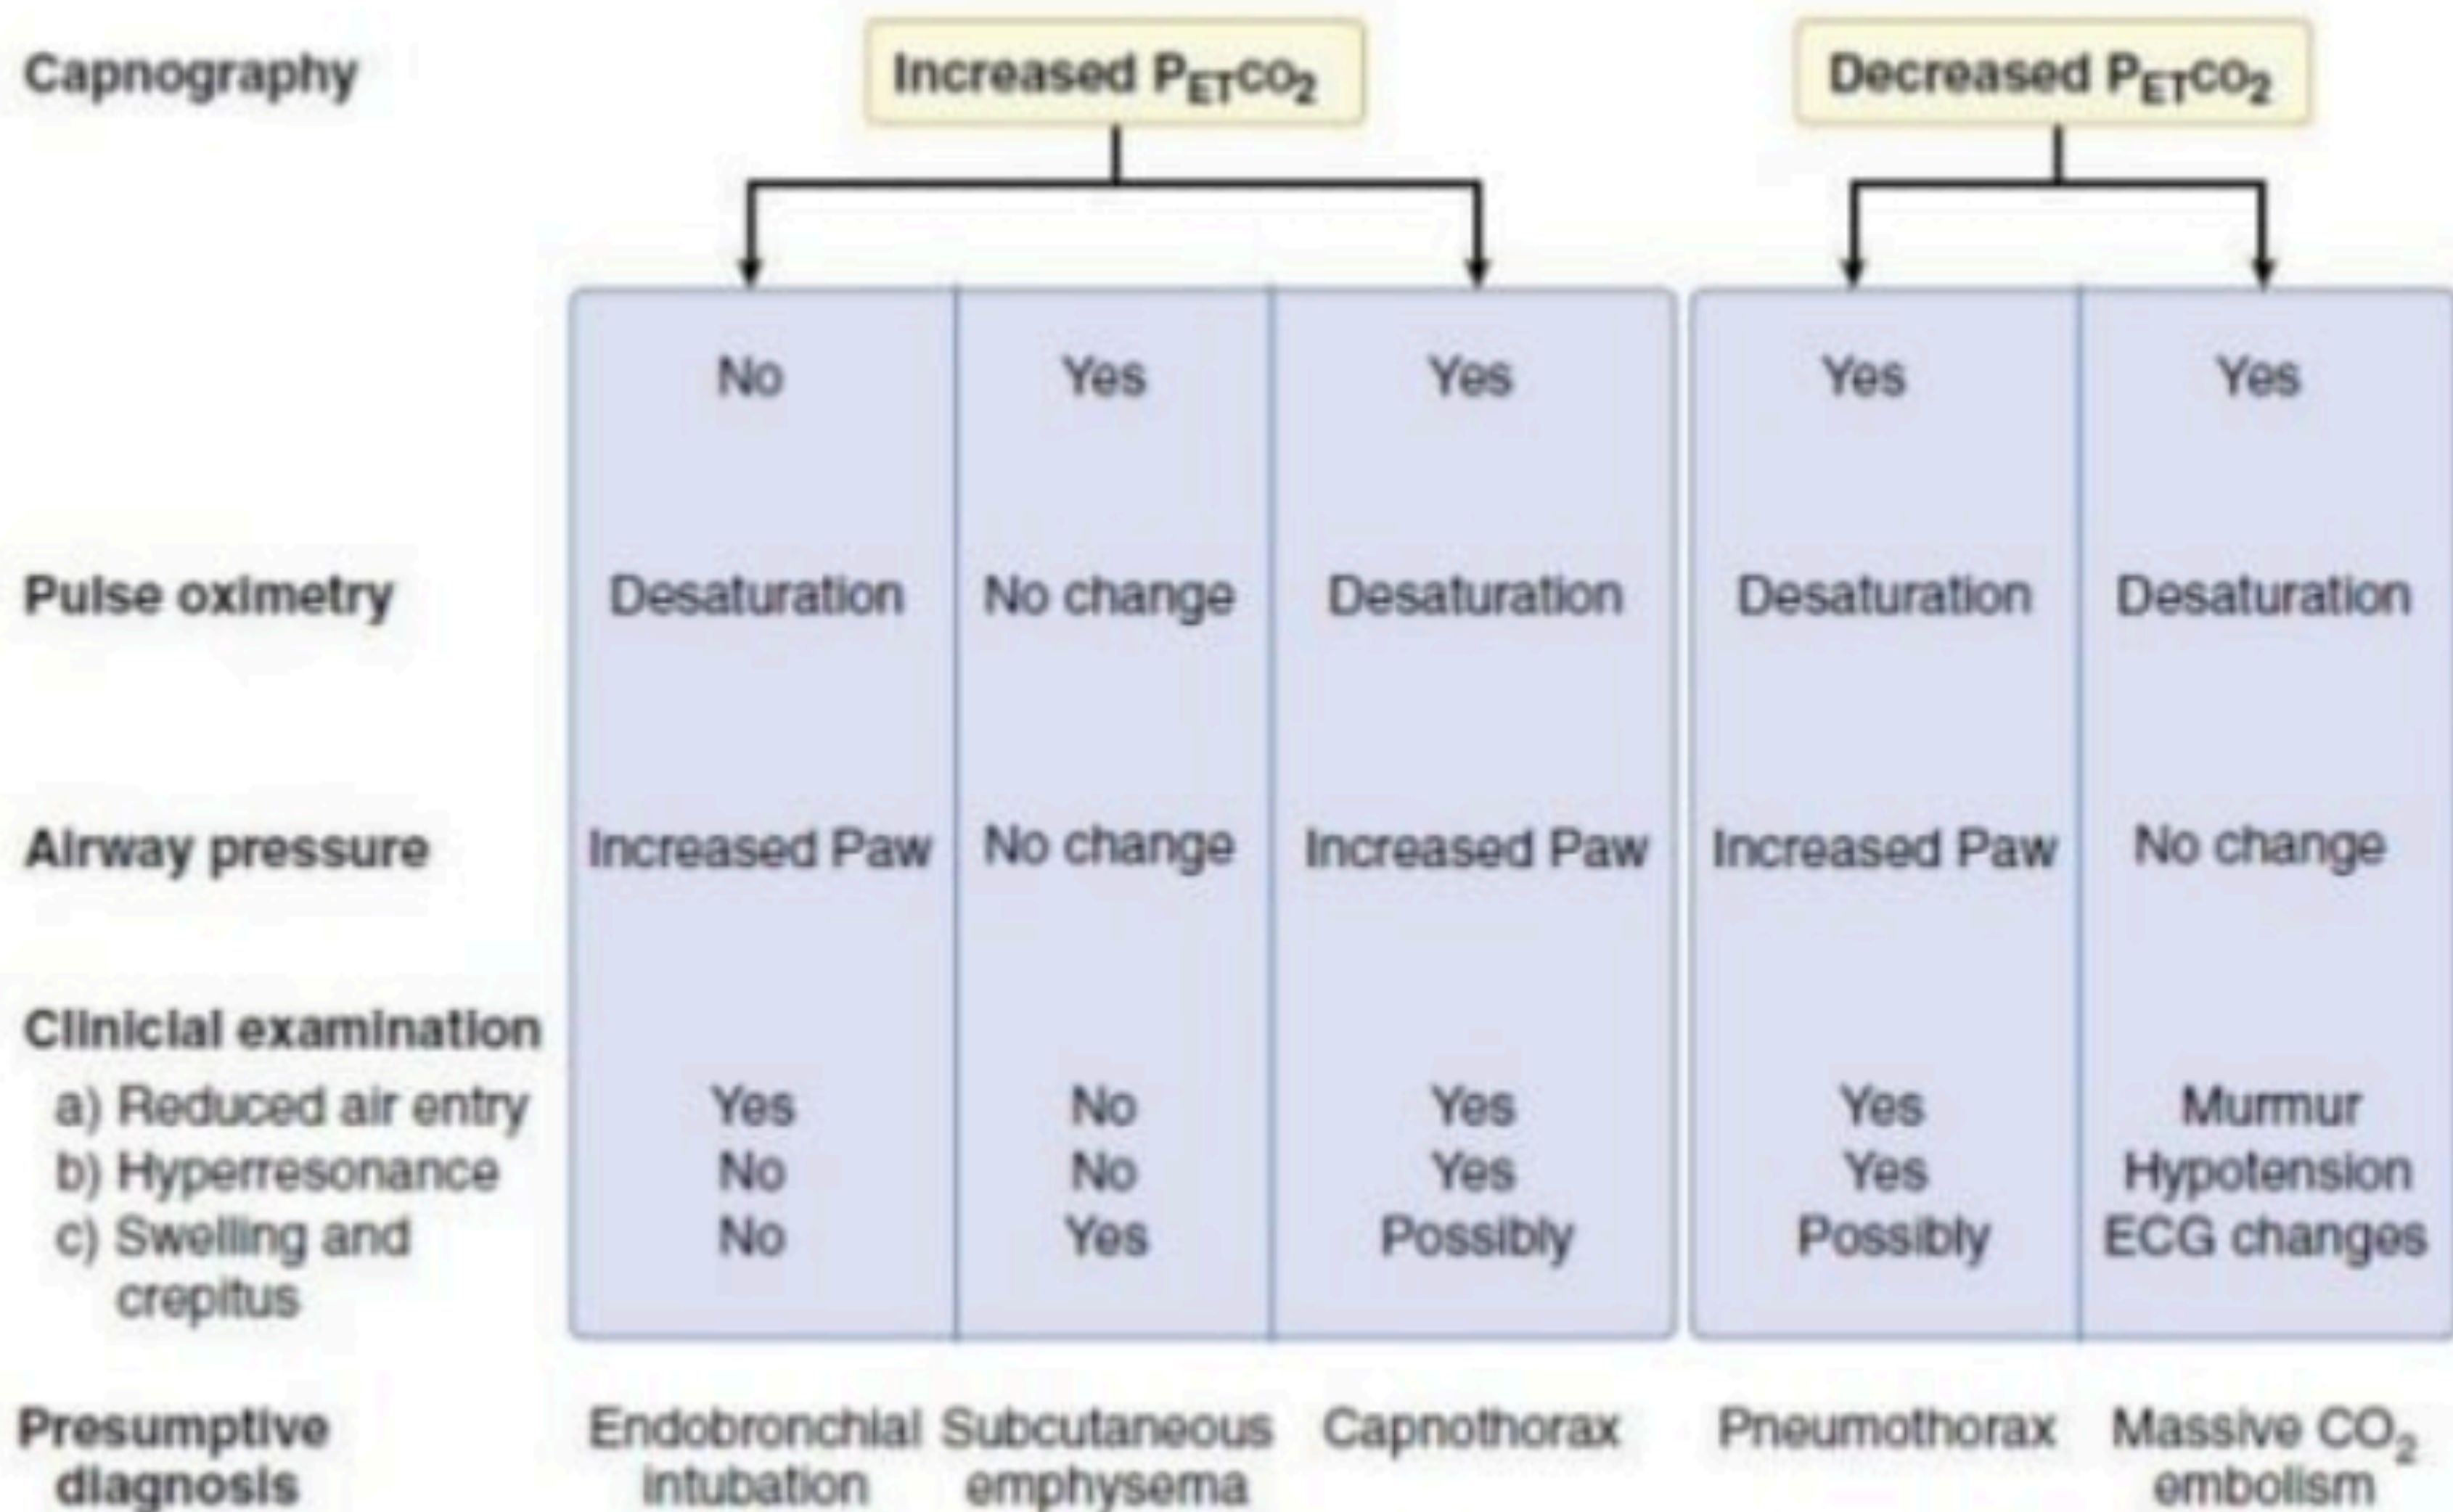 Capnography
Increased PETco2
Decreased PETco2
No Yes Yes Yes Yes
Pulse oximetry Desaturation No change Desaturation Desaturation Desaturation
Airway pressure Increased Paw No change Increased Paw Increased Paw No change
Clinicial examination
a) Reduced air entry Yes No Yes Yes Murmur
b) Hyperresonance No No Yes Yes Hypotension
c) Swelling and No Yes Possibly Possibly ECG changes
crepitus
Presumptive Endobronchial Subcutaneous Capnothorax Pneumothorax Massive CO2
diagnosis intubation emphysema embolism